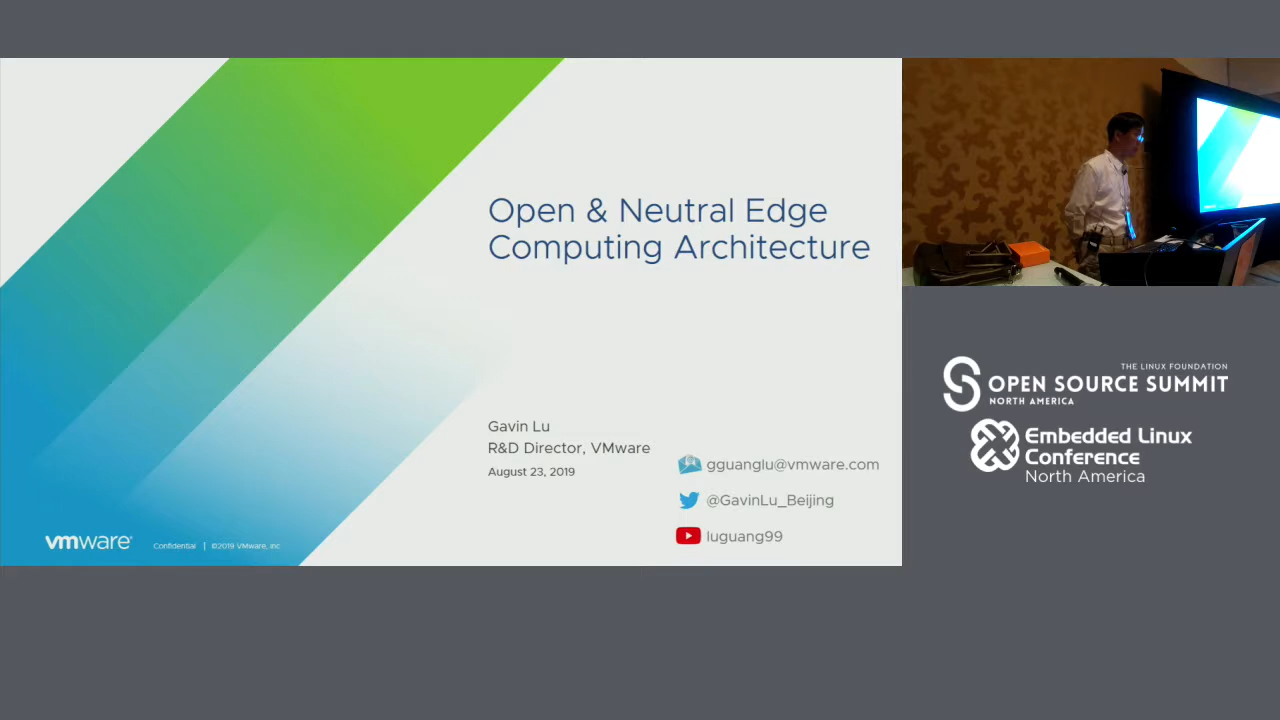 Open & Neutral Edge
Computing Architecture
Gavin Lu
R&D Director, VMware
August 23, 2019
gguanglu@vmware.com
@GavinLu_Beijing
luguang99
vmware
Confidential | ©2019 VMware, Inc
THE LINUX FOUNDATION
OPEN SOURCE SUMMIT
NORTH AMERICA
Embedded Linux
Conference
North America